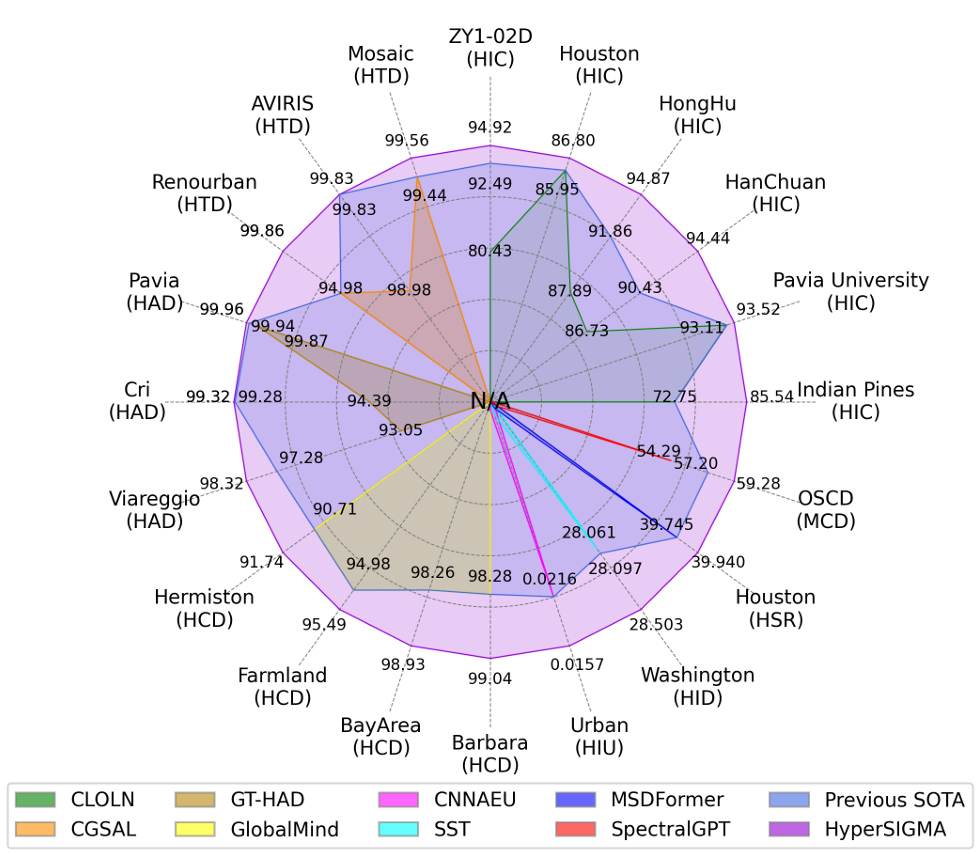 ZY1-02D
(HIC)
Mosaic
(HTD)
Houston
(HIC)
AVIRIS
(HTD)
HongHu
(HIC)
94.92
99.56
86.80
Renourban
(HTD)
99.83
94.87
HanChuan
(HIC)
92.49
85.95
99.44
99.83
99.86
91.86
94.44
80.43
Pavia
(HAD)
Pavia University
(HIC)
94.98
98.98
87.89
90.43
99.96
93.52
99.94
99.87
86.73
93.11
Cri
(HAD)
99.32
99.28
94.39
N/A
72.75
85.54
Indian Pines
(HIC)
93.05
97.28
54.29
57.20
98.32
59.28
Viareggio
(HAD)
OSCD
(MCD)
90.71
39.745
28.061
91.74
94.98
98.26
98.28
0.0216
28.097
39.940
Hermiston
(HCD)
Houston
(HSR)
95.49
28.503
98.93
99.04
0.0157
Farmland
(HCD)
Washington
(HID)
BayArea
(HCD)
Barbara
(HCD)
Urban
(HIU)
CLOLN
GT-HAD
CNNAEU
MSDFormer
Previous SOTA
CGSAL
GlobalMind
SST
SpectralGPT
HyperSIGMA